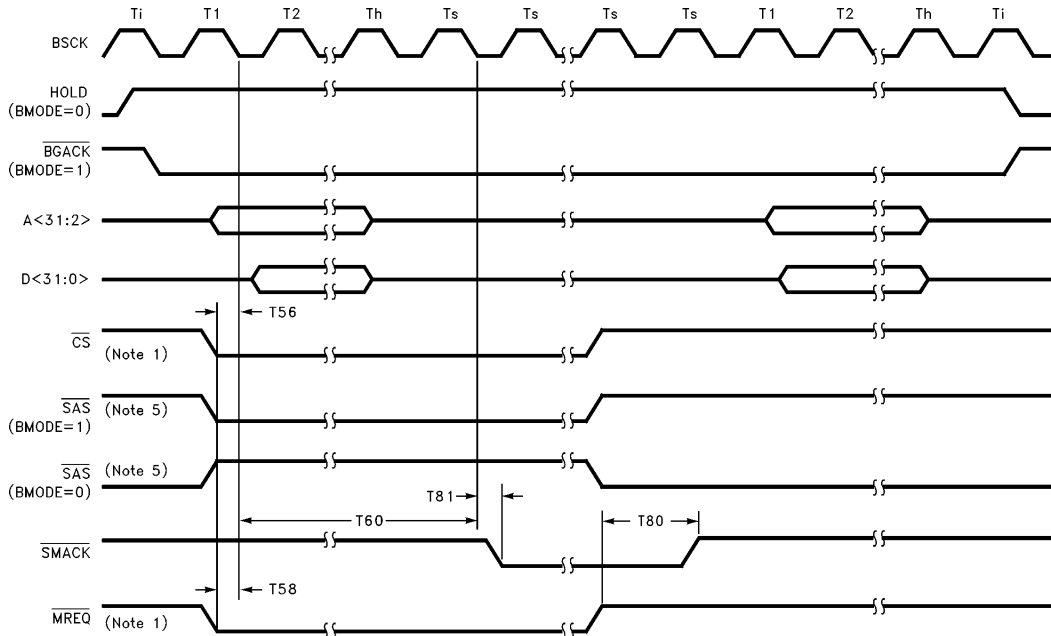 Ti T1 T2 Th Ts Ts Ts Ts T1 T2 Th Ti
BSCK
HOLD
(BMODE=0)
BGACK
(BMODE=1)
A<31:2>
D<31:0>
T56
CS (Note 1)
SAS (Note 5)
(BMODE=1)
SAS (Note 5)
(BMODE=0)
T81
T60
T80
SMACK
T58
MREQ (Note 1)